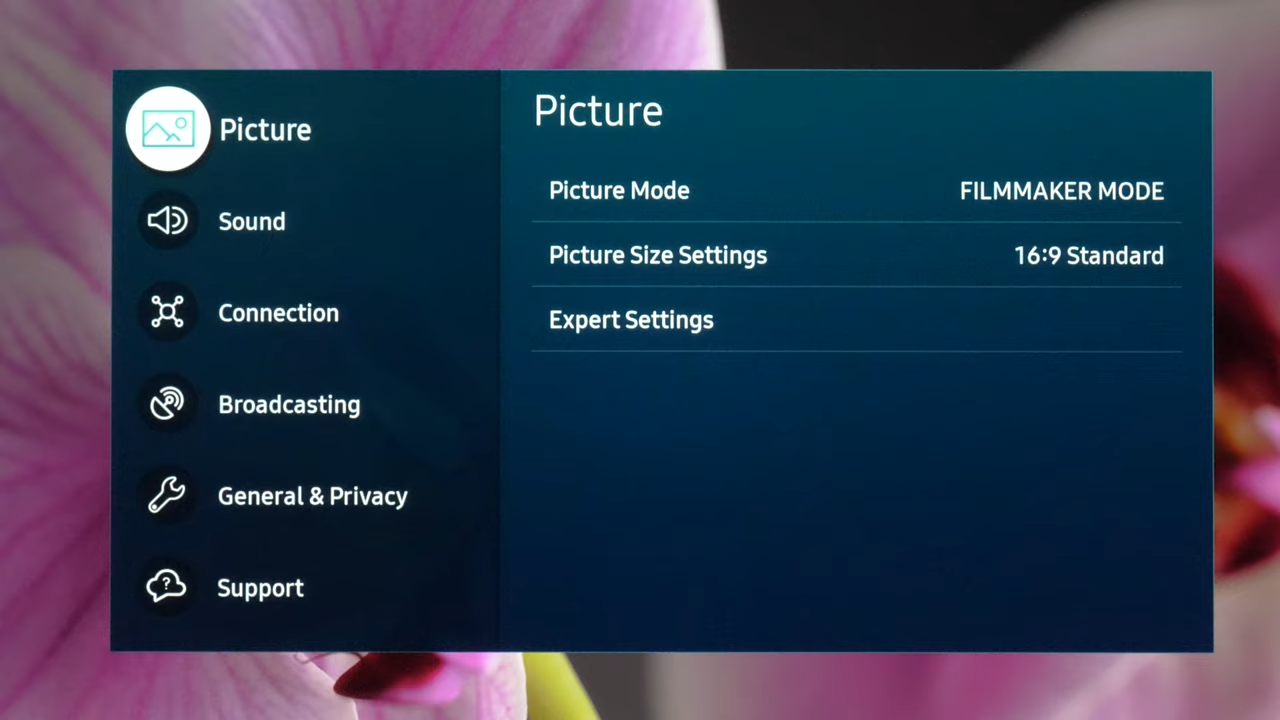 Picture
Sound
Connection
Broadcasting
General & Privacy
Support
Picture
Picture Mode FILMMAKER MODE
Picture Size Settings 16:9 Standard
Expert Settings